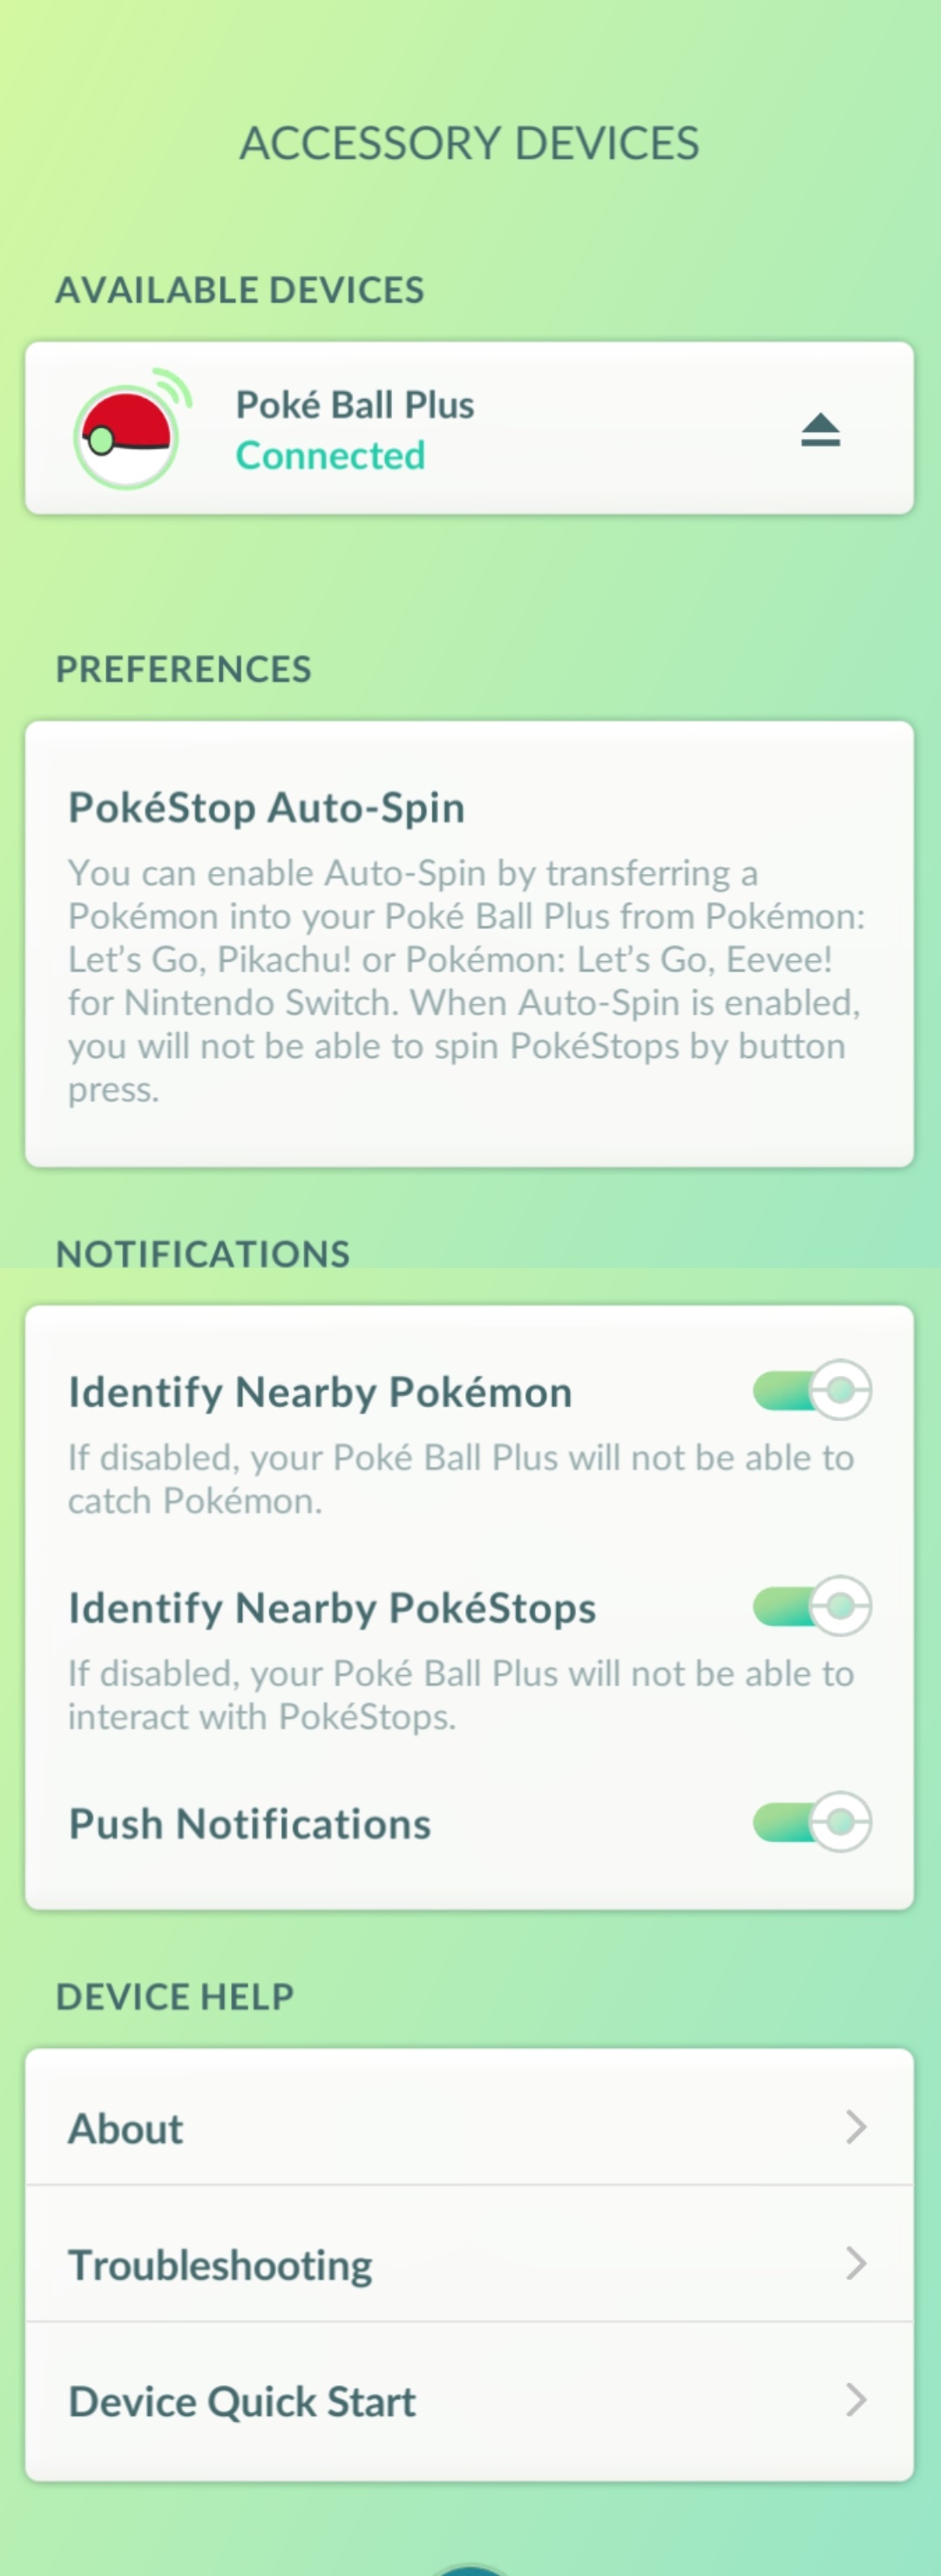 ACCESSORY DEVICES
AVAILABLE DEVICES
Poké Ball Plus
Connected
PREFERENCES
PokéStop Auto-Spin
You can enable Auto-Spin by transferring a
Pokémon into your Poké Ball Plus from Pokémon:
Let’s Go, Pikachu! or Pokémon: Let’s Go, Eevee!
for Nintendo Switch. When Auto-Spin is enabled,
you will not be able to spin PokéStops by button
press.
NOTIFICATIONS
Identify Nearby Pokémon
If disabled, your Poké Ball Plus will not be able to
catch Pokémon.
Identify Nearby PokéStops
If disabled, your Poké Ball Plus will not be able to
interact with PokéStops.
Push Notifications
DEVICE HELP
About
Troubleshooting
Device Quick Start